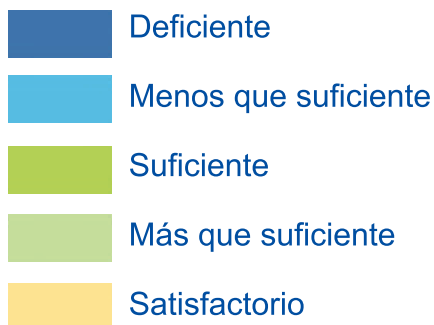 Deficiente
Menos que suficiente
Suficiente
Más que suficiente
Satisfactorio